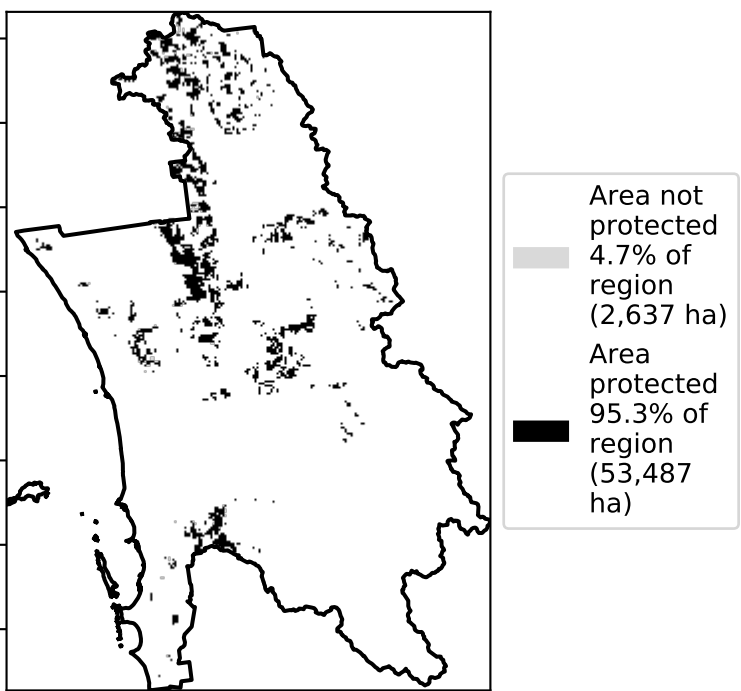 Area not
protected
4.7% of
region
(2,637 ha)
Area
protected
95.3% of
region
(53,487
ha)